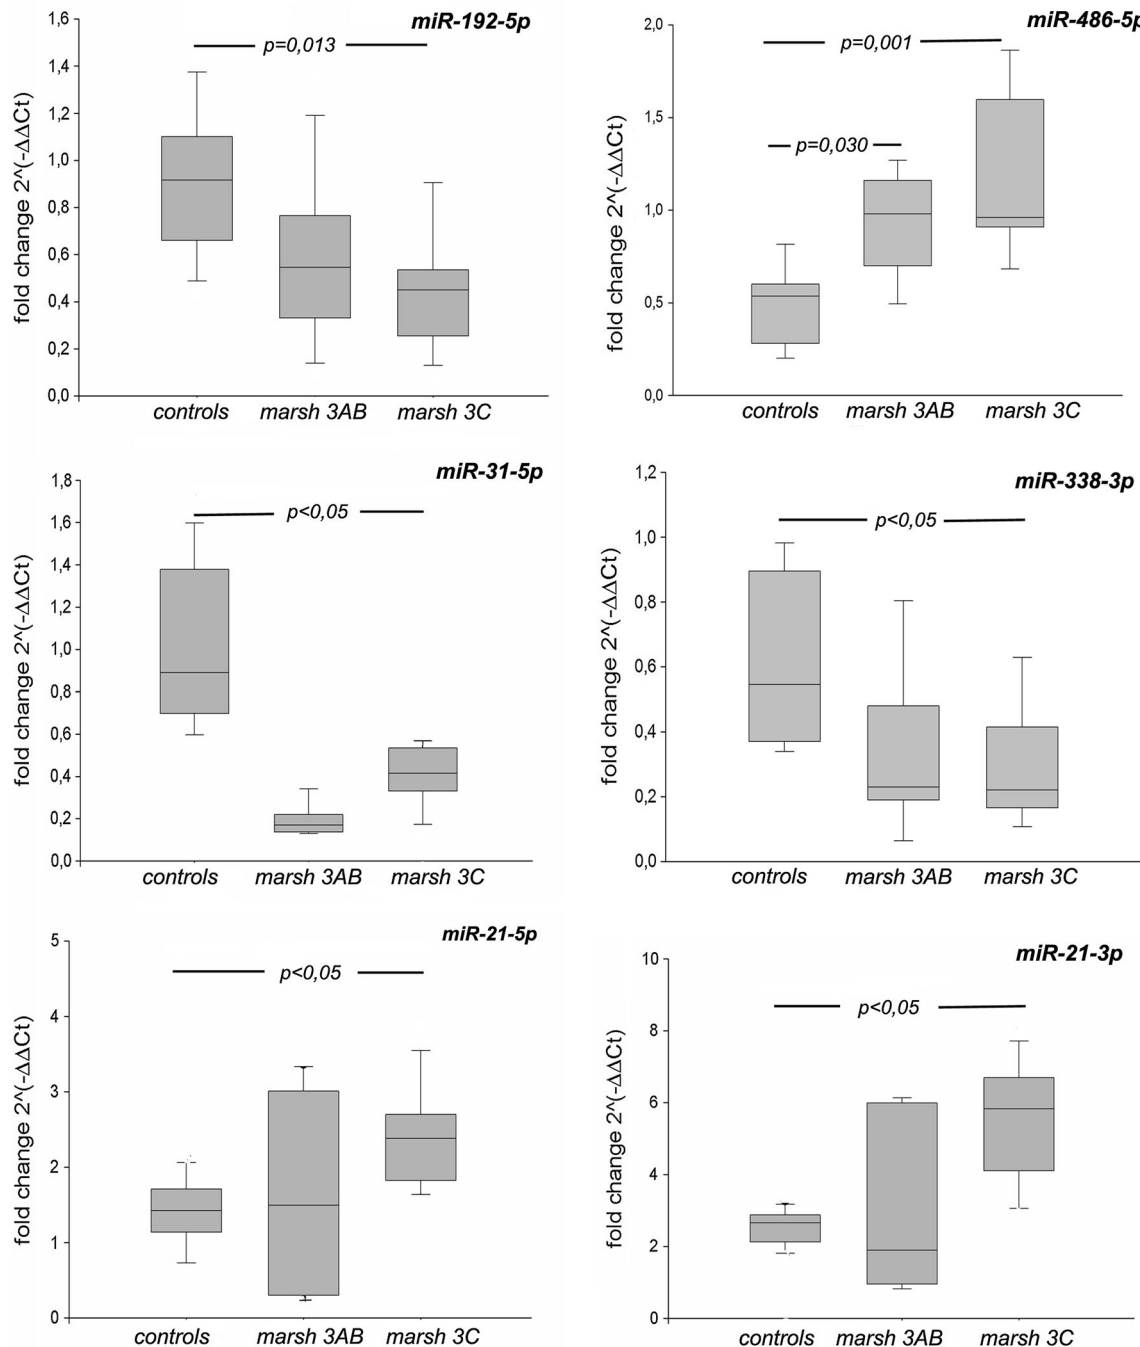 miR-192-5p
p=0,013
1,6
1,4
1,2
1,0
0,8
0,6
0,4
0,2
0,0
fold change 2^(-ΔΔCt)
controls marsh 3AB marsh 3C
miR-486-5p
p=0,001
p=0,030
2,0
1,5
1,0
0,5
0,0
fold change 2^(-ΔΔCt)
controls marsh 3AB marsh 3C
miR-31-5p
p<0,05
1,8
1,6
1,4
1,2
1,0
0,8
0,6
0,4
0,2
0,0
fold change 2^(-ΔΔCt)
controls marsh 3AB marsh 3C
miR-338-3p
p<0,05
1,2
1,0
0,8
0,6
0,4
0,2
0,0
fold change 2^(-ΔΔCt)
controls marsh 3AB marsh 3C
miR-21-5p
p<0,05
5
4
3
2
1
0
fold change 2^(-ΔΔCt)
controls marsh 3AB marsh 3C
miR-21-3p
p<0,05
10
8
6
4
2
0
fold change 2^(-ΔΔCt)
controls marsh 3AB marsh 3C